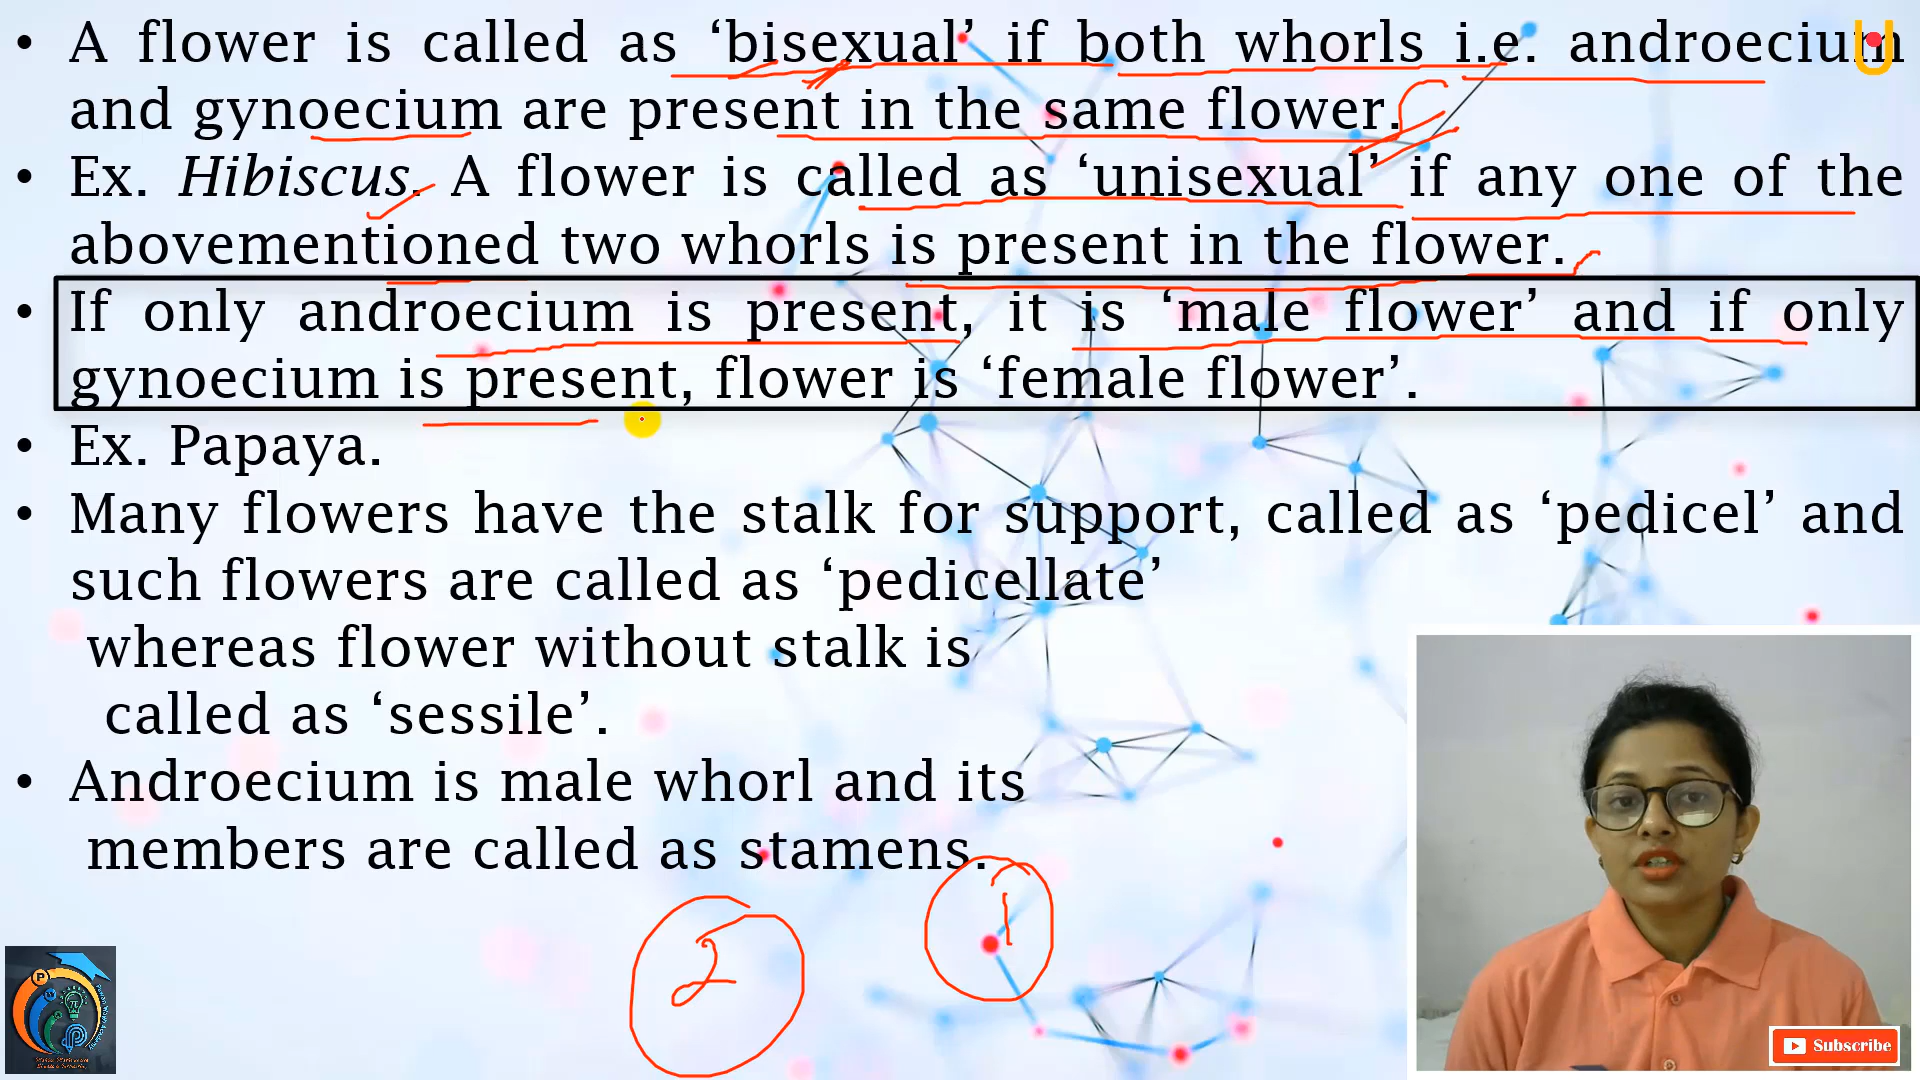 • A flower is called as ‘bisexual’ if both whorls i.e. androecium
and gynoecium are present in the same flower.
• Ex. Hibiscus. A flower is called as ‘unisexual’ if any one of the
abovementioned two whorls is present in the flower.
• If only androecium is present, it is ‘male flower’ and if only
gynoecium is present, flower is ‘female flower’.
• Ex. Papaya.
• Many flowers have the stalk for support, called as ‘pedicel’ and
such flowers are called as ‘pedicellate’
whereas flower without stalk is
called as ‘sessile’.
• Androecium is male whorl and its
members are called as stamens.
2
1
Subscribe